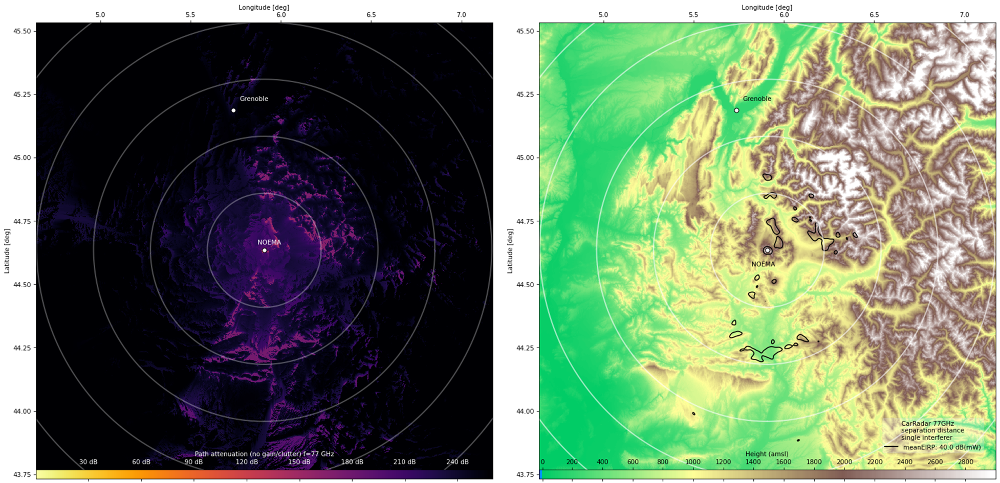 Longitude [deg]
5.0 5.5 6.0 6.5 7.0
45.50
45.25
45.00
44.75
44.50
44.25
44.00
43.75
Latitude [deg]
Grenoble
NOEMA
Path attenuation (no gain/clutter) f=77 GHz
30 dB 60 dB 90 dB 120 dB 150 dB 180 dB 210 dB 240 dB
Longitude [deg]
5.0 5.5 6.0 6.5 7.0
45.50
45.25
45.00
44.75
44.50
44.25
44.00
43.75
Latitude [deg]
Grenoble
NOEMA
CarRadar 77GHz
separation distance
single interferer
meanEIRP: 40.0 dB(mW)
Height (amsl)
0 200 400 600 800 1000 1200 1400 1600 1800 2000 2200 2400 2600 2800